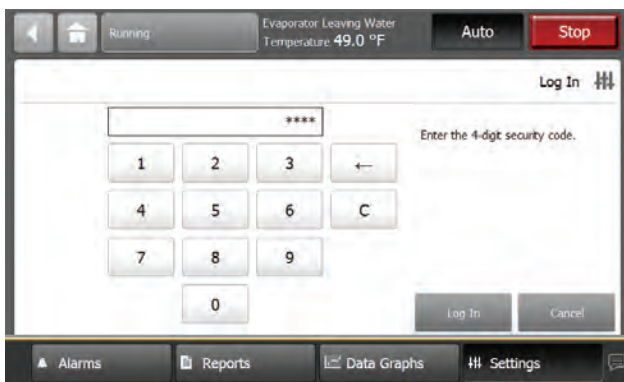 Running
Evaporator Leaving Water
Temperature 49.0 °F
Auto
Stop
Log In
****
Enter the 4-digit security code.
1 2 3 ←
4 5 6 C
7 8 9
0
Log In
Cancel
Alarms
Reports
Data Graphs
Settings